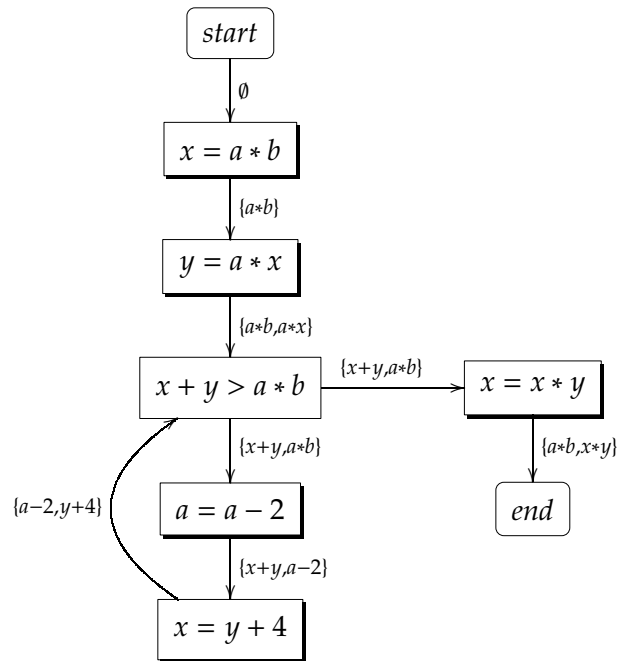 start
∅
x = a ∗ b
{a∗b}
y = a ∗ x
{a∗b,a∗x}
x + y > a ∗ b
{x+y,a∗b}
x = x ∗ y
{x+y,a∗b}
{a∗b,x∗y}
a = a − 2
end
{a−2,y+4}
{x+y,a−2}
x = y + 4